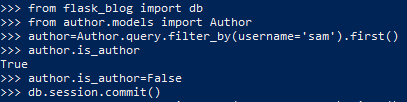 >>> from flask_blog import db
>>> from author.models import Author
>>> author=Author.query.filter_by(username='sam').first()
>>> author.is_author
True
>>> author.is_author=False
>>> db.session.commit()